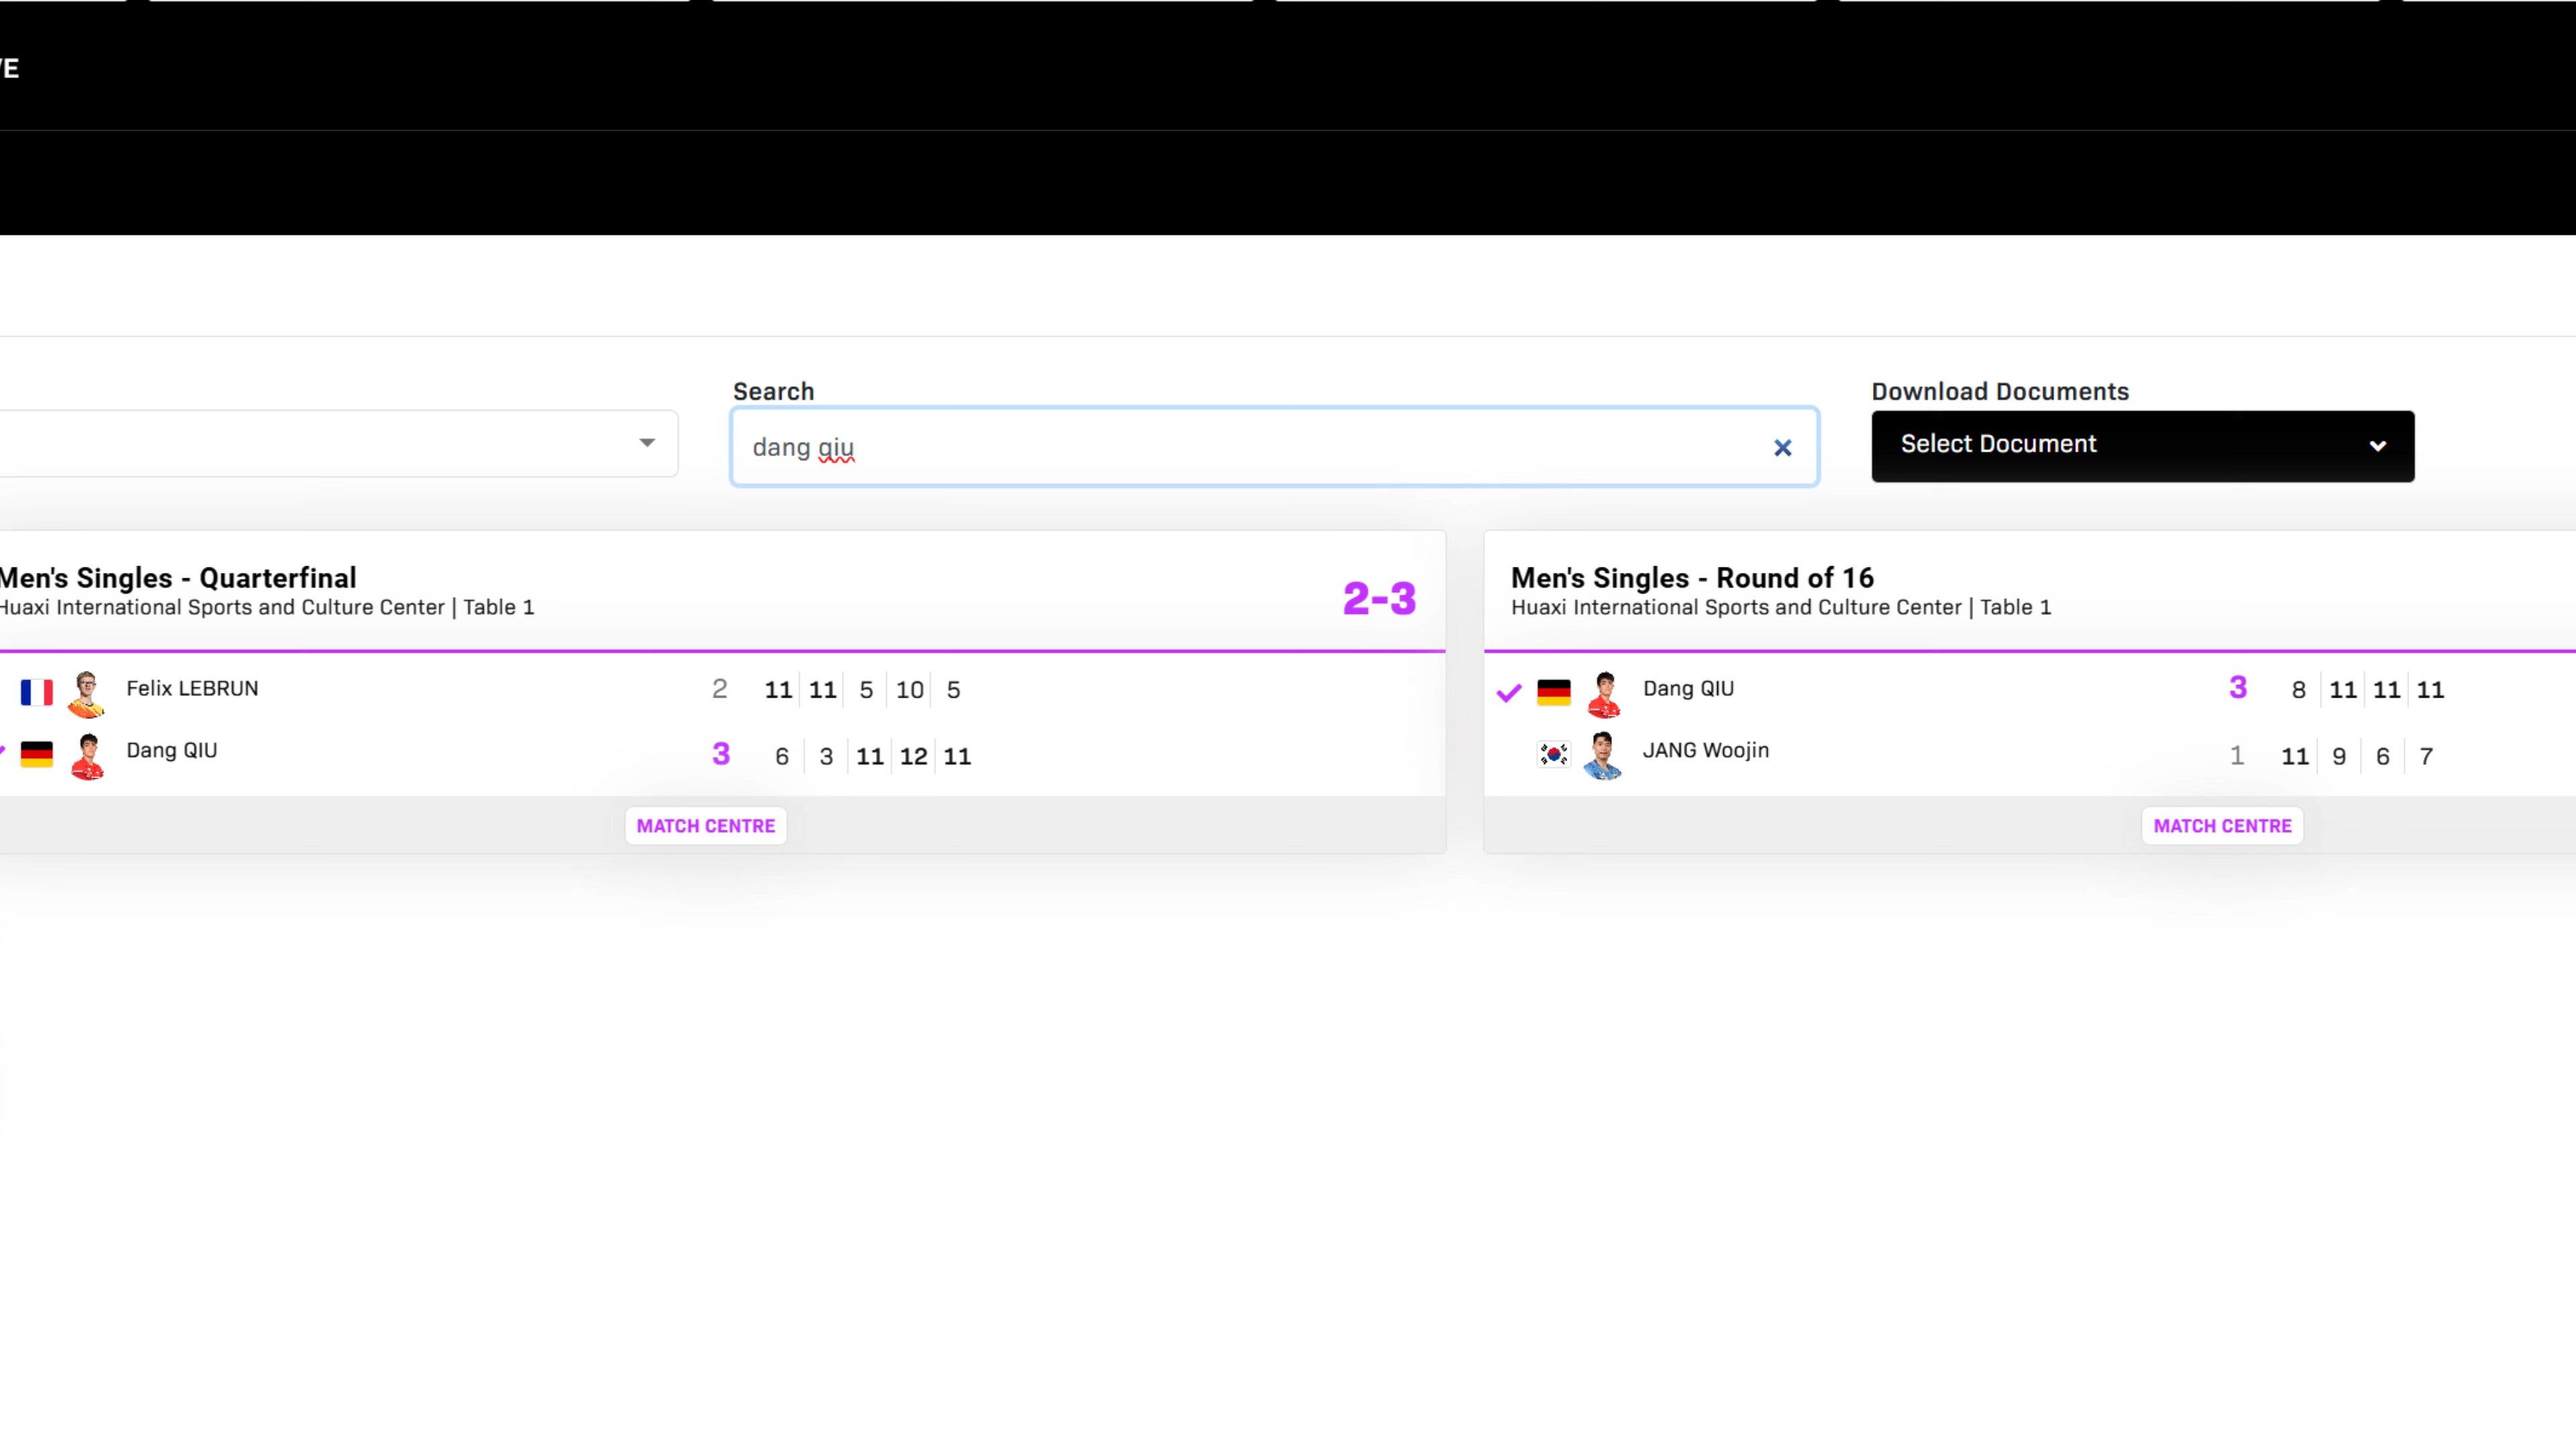 VE
Search
Download Documents
dang qiu
Select Document
Men's Singles - Quarterfinal
Huaxi International Sports and Culture Center | Table 1
2-3
Felix LEBRUN 2 11 11 5 10 5
Dang QIU 3 6 3 11 12 11
MATCH CENTRE
Men's Singles - Round of 16
Huaxi International Sports and Culture Center | Table 1
Dang QIU 3 8 11 11 11
JANG Woojin 1 11 9 6 7
MATCH CENTRE